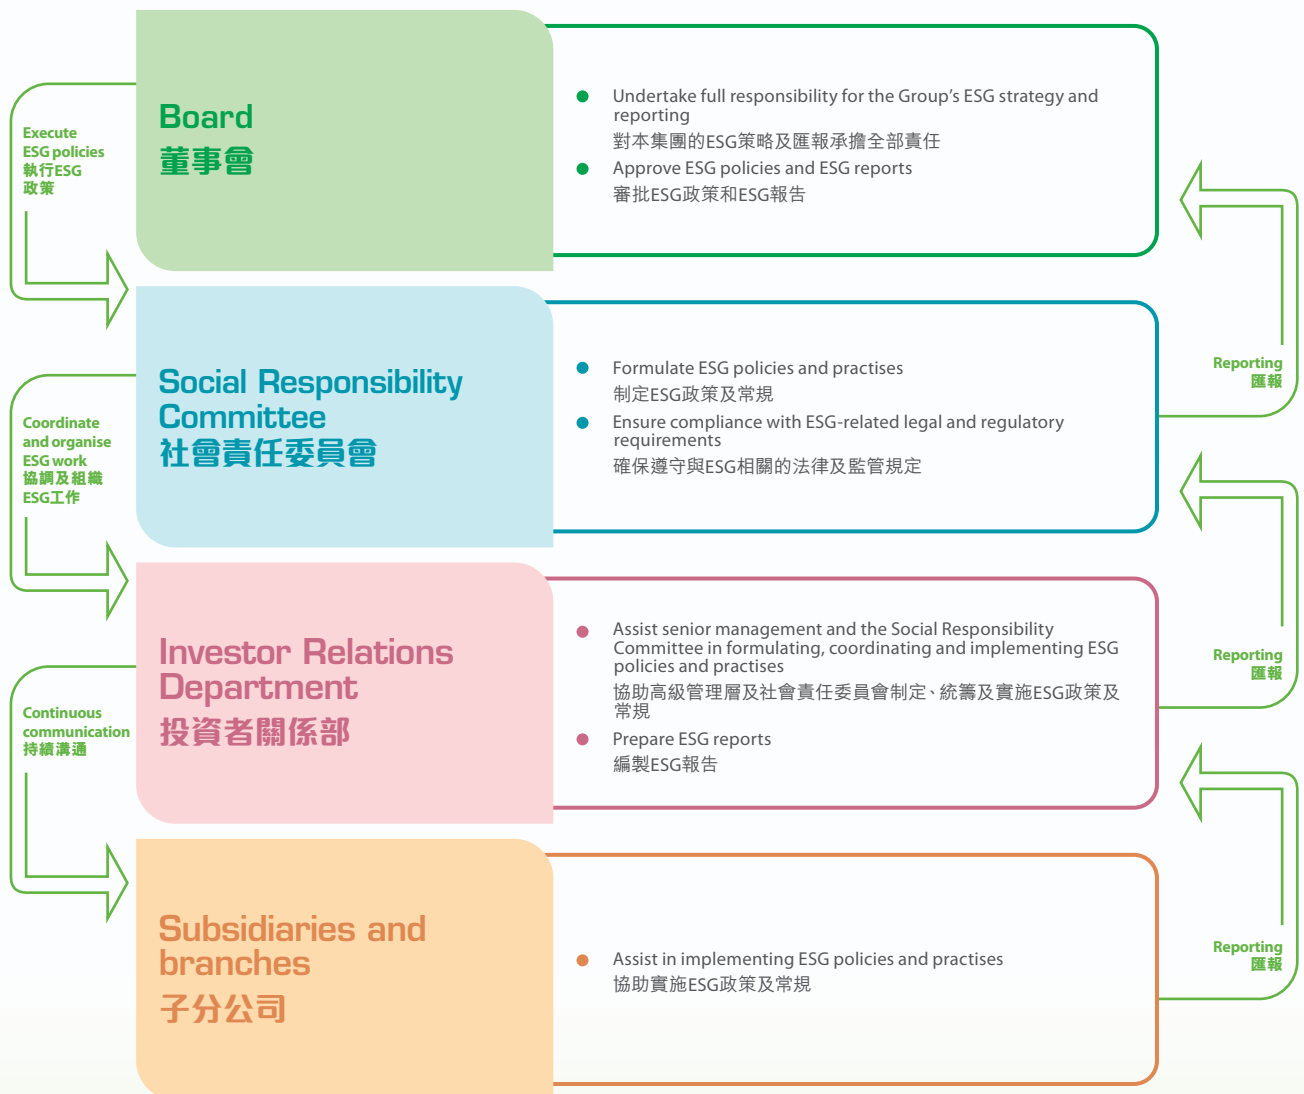 Execute
ESG policies
執行ESG
政策
Board
董事會
Undertake full responsibility for the Group’s ESG strategy and
reporting
對本集團的ESG策略及匯報承擔全部責任
Approve ESG policies and ESG reports
審批ESG政策和ESG報告
Reporting
匯報
Coordinate
and organise
ESG work
協調及組織
ESG工作
Social Responsibility
Committee
社會責任委員會
Formulate ESG policies and practises
制定ESG政策及常規
Ensure compliance with ESG-related legal and regulatory
requirements
確保遵守與ESG相關的法律及監管規定
Reporting
匯報
Continuous
communication
持續溝通
Investor Relations
Department
投資者關係部
Assist senior management and the Social Responsibility
Committee in formulating, coordinating and implementing ESG
policies and practises
協助高級管理層及社會責任委員會制定、統籌及實施ESG政策及
常規
Prepare ESG reports
編製ESG報告
Reporting
匯報
Subsidiaries and
branches
子分公司
Assist in implementing ESG policies and practises
協助實施ESG政策及常規